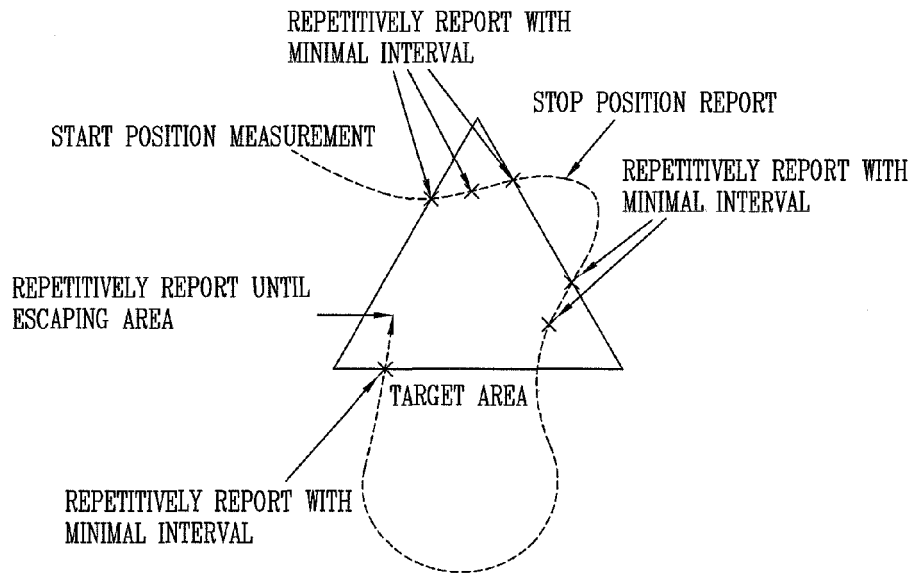 REPETITIVELY REPORT WITH
MINIMAL INTERVAL
STOP POSITION REPORT
START POSITION MEASUREMENT
REPETITIVELY REPORT WITH
MINIMAL INTERVAL
REPETITIVELY REPORT UNTIL
ESCAPING AREA
TARGET AREA
REPETITIVELY REPORT WITH
MINIMAL INTERVAL